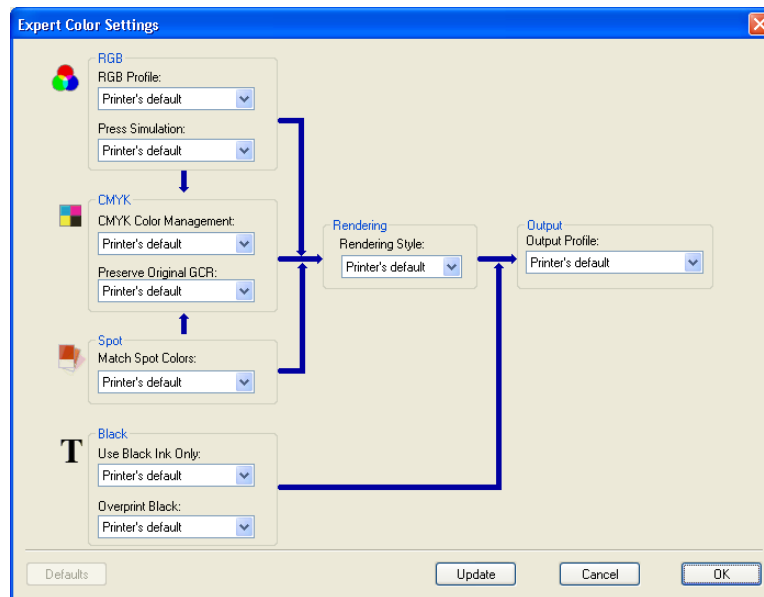 Expert Color Settings
RGB
RGB Profile:
Printer's default
Press Simulation:
Printer's default
CMYK
CMYK Color Management:
Printer's default
Preserve Original GCR:
Printer's default
Spot
Match Spot Colors:
Printer's default
T
Black
Use Black Ink Only:
Printer's default
Overprint Black:
Printer's default
Rendering
Rendering Style:
Printer's default
Output
Output Profile:
Printer's default
Defaults
Update
Cancel
OK